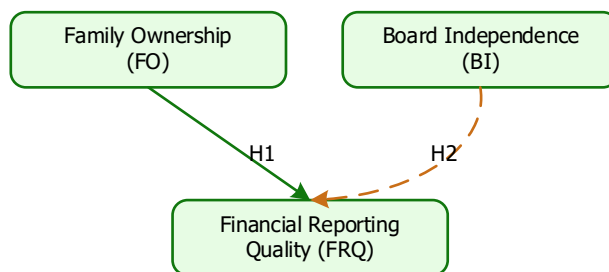 Family Ownership
(FO)
Board Independence
(BI)
H1
H2
Financial Reporting
Quality (FRQ)